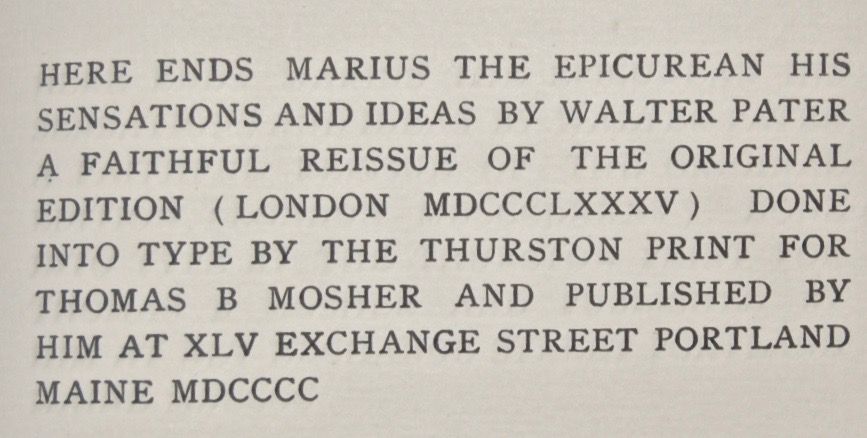 HERE ENDS MARIUS THE EPICUREAN HIS
SENSATIONS AND IDEAS BY WALTER PATER
A FAITHFUL REISSUE OF THE ORIGINAL
EDITION (LONDON MDCCCLXXXV) DONE
INTO TYPE BY THE THURSTON PRINT FOR
THOMAS B MOSHER AND PUBLISHED BY
HIM AT XLV EXCHANGE STREET PORTLAND
MAINE MDCCCC